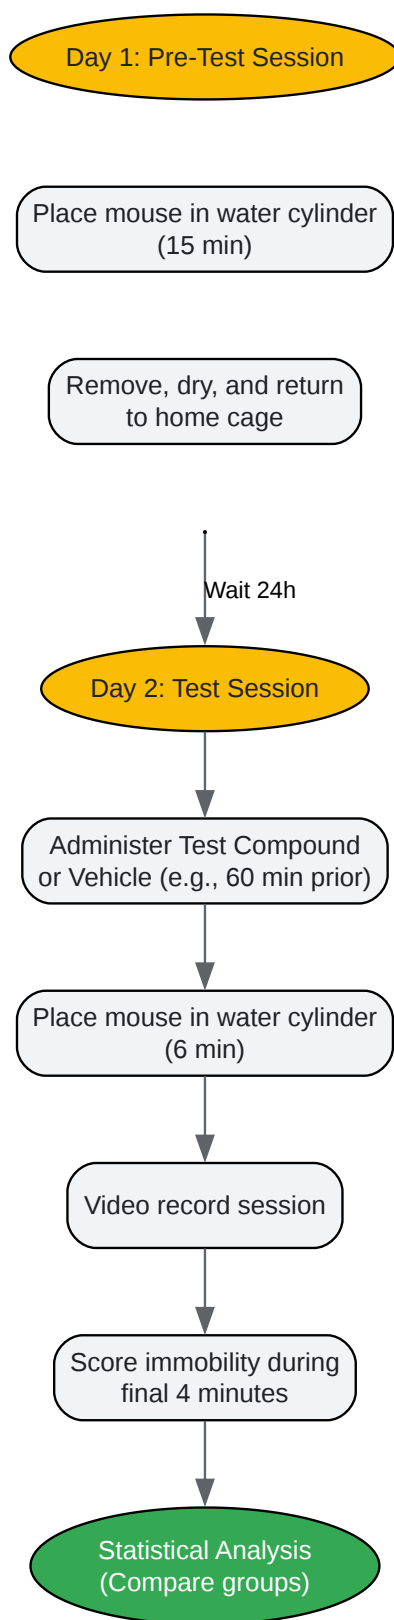 Day 1: Pre-Test Session
Place mouse in water cylinder
(15 min)
Remove, dry, and return
to home cage
Wait 24h
Day 2: Test Session
Administer Test Compound
or Vehicle (e.g., 60 min prior)
Place mouse in water cylinder
(6 min)
Video record session
Score immobility during
final 4 minutes
Statistical Analysis
(Compare groups)